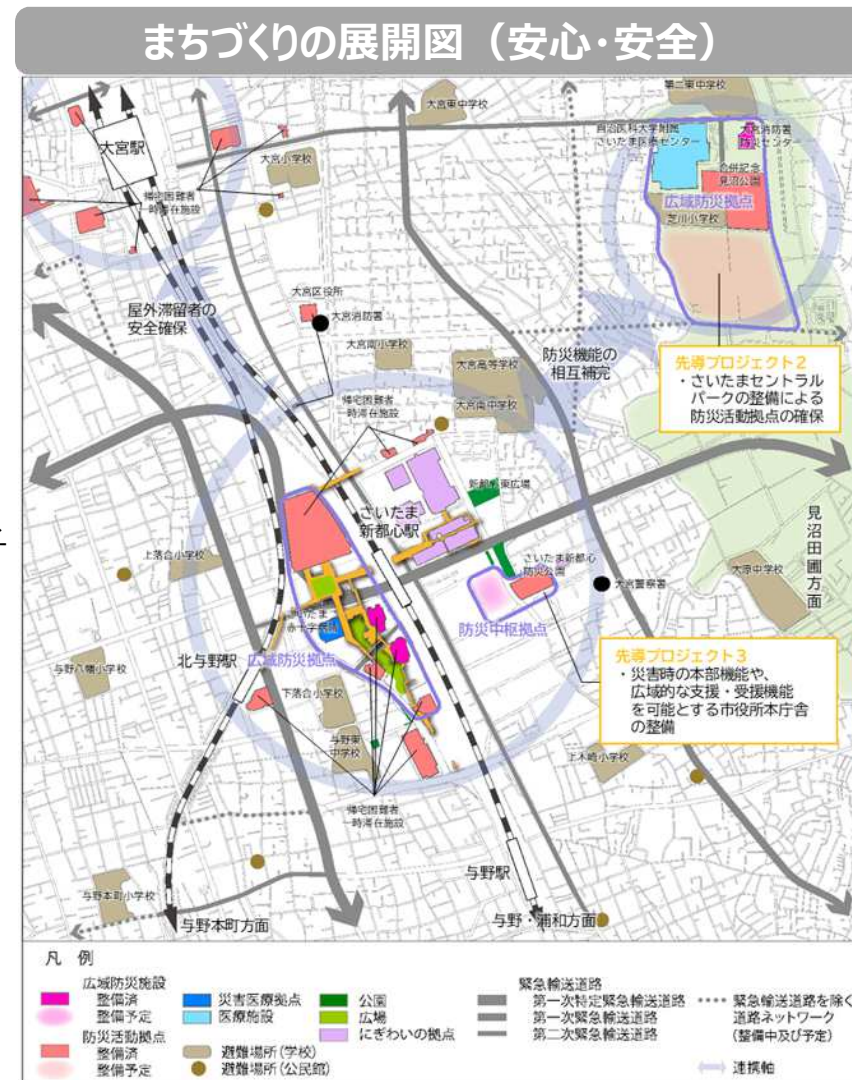 まちづくりの展開図（安心・安全）
第二東中学校
大宮東中学校
自治医科大学附属
さいたま医療センター
大宮消防署
防災センター
大宮駅
大宮小学校
合併記念
見沼公園
帰宅困難者
一時滞在施設
広域防災拠点
芝川小学校
屋外滞留者の
安全確保
大宮区役所
大宮消防署
大宮南小学校
大宮高等学校
防災機能の
相互補完
先導プロジェクト2
・さいたまセントラル
パークの整備による
防災活動拠点の確保
帰宅困難者
一時滞在施設
大宮南中学校
新都心東広場
さいたま
新都心駅
見沼田圃方面
上落合小学校
さいたま新都心
防災公園
大原中学校
大宮警察署
さいたま
赤十字病院
防災中枢拠点
北与野駅
広域防災拠点
与野八幡小学校
下落合小学校
先導プロジェクト3
・災害時の本部機能や、
広域的な支援・受援機能
を可能とする市役所本庁舎
の整備
与野東
中学校
上木崎小学校
帰宅困難者
一時滞在施設
与野駅
与野本町小学校
与野本町方面
与野・浦和方面
凡 例
広域防災施設
整備済
整備予定
防災活動拠点
整備済
整備予定
災害医療拠点
医療施設
避難場所（学校）
避難場所（公民館）
公園
広場
にぎわいの拠点
緊急輸送道路
第一次特定緊急輸送道路
第一次緊急輸送道路
第二次緊急輸送道路
緊急輸送道路を除く
道路ネットワーク
（整備中及び予定）
連携軸